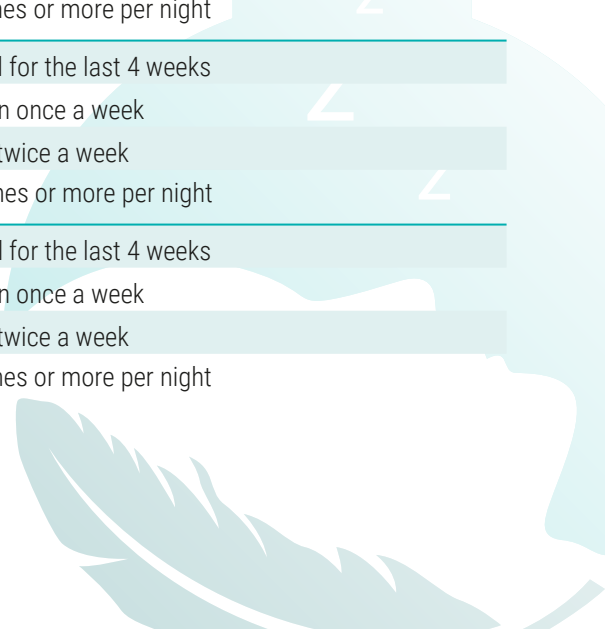 nes or more per night
l for the last 4 weeks
n once a week
twice a week
nes or more per night
l for the last 4 weeks
n once a week
twice a week
nes or more per night
z
z
z